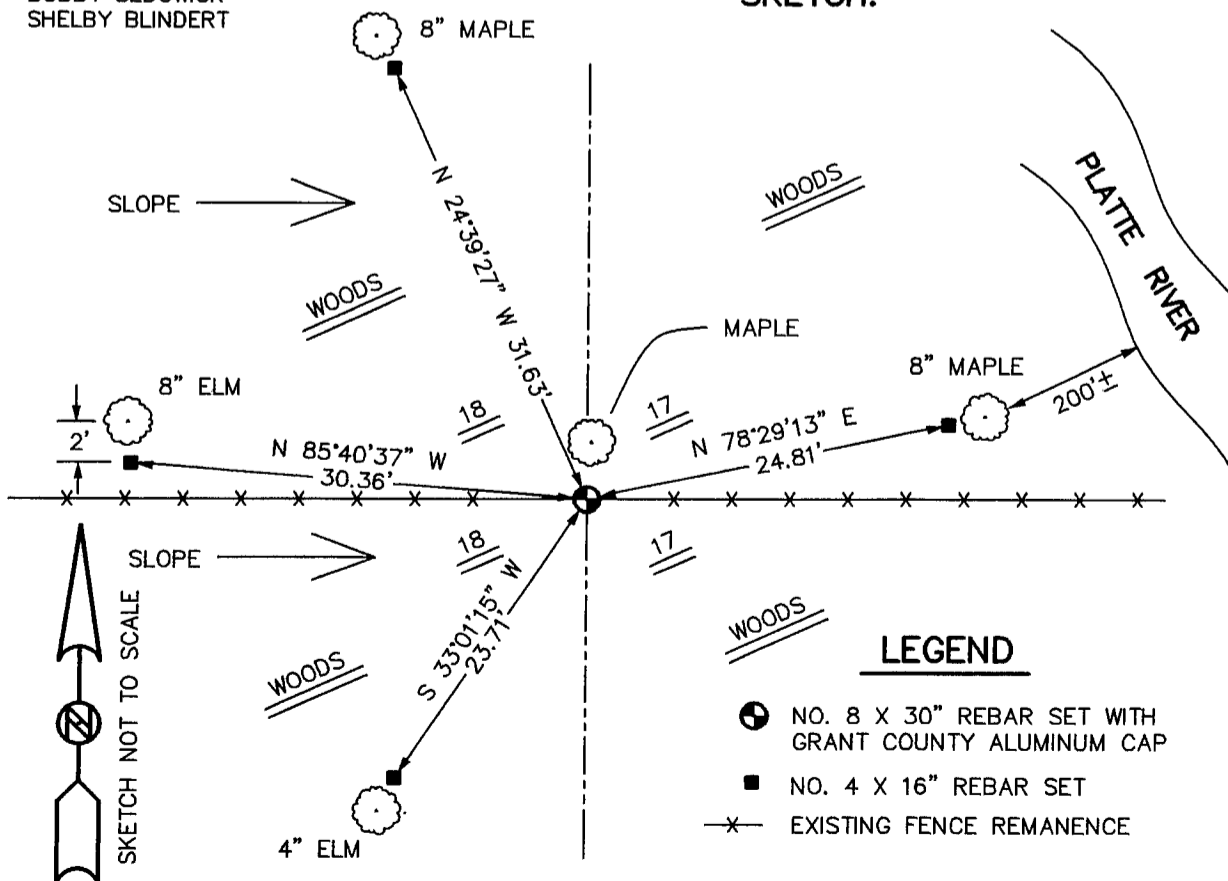 SHELBY BLINDERT
SKETCH:
8" MAPLE
SLOPE
WOODS
PLATTE RIVER
N 24°39'27" W 31.63'
WOODS
MAPLE
8" MAPLE
200'±
8" ELM
2'
18
17
N 85°40'37" W
30.36'
N 78°29'13" E
24.81'
SLOPE
18
17
S 33°01'15" W
23.71'
WOODS
WOODS
N
SKETCH NOT TO SCALE
4" ELM
LEGEND
NO. 8 X 30" REBAR SET WITH
GRANT COUNTY ALUMINUM CAP
NO. 4 X 16" REBAR SET
EXISTING FENCE REMANENCE